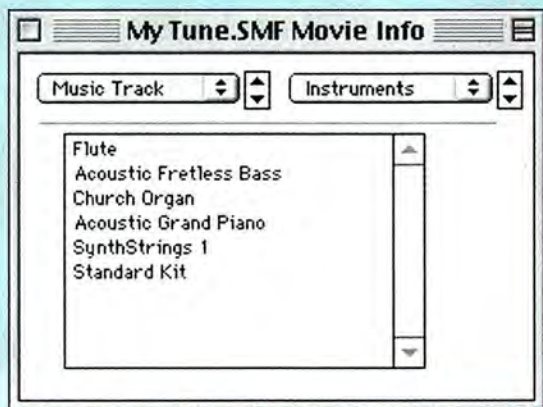 My Tune.SMF Movie Info
Music Track Instruments
Flute
Acoustic Fretless Bass
Church Organ
Acoustic Grand Piano
SynthStrings 1
Standard Kit